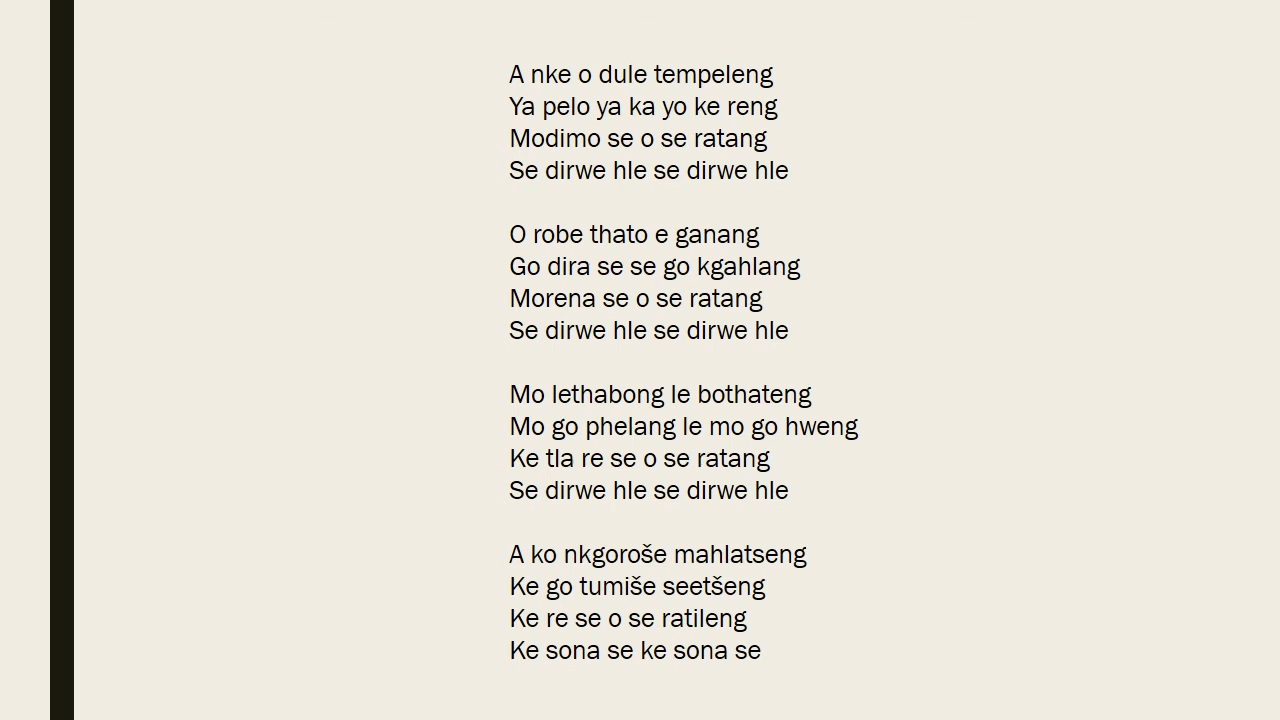 A nke o dule tempeleng
Ya pelo ya ka yo ke reng
Modimo se o se ratang
Se dirwe hle se dirwe hle

O robe thato e ganang
Go dira se se go kgahlang
Morena se o se ratang
Se dirwe hle se dirwe hle

Mo lethabong le bothateng
Mo go phelang le mo go hweng
Ke tla re se o se ratang
Se dirwe hle se dirwe hle

A ko nkgoroše mahlatseng
Ke go tumiše seetšeng
Ke re se o se ratileng
Ke sona se ke sona se